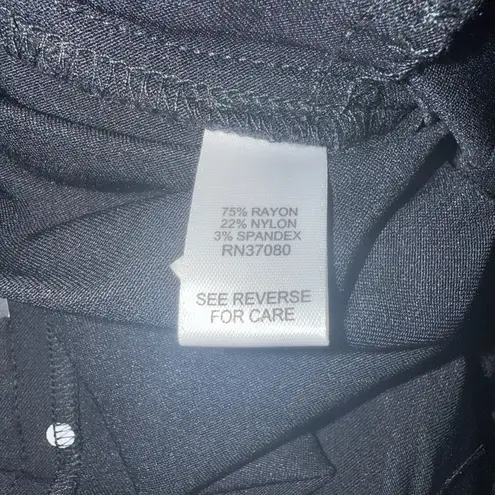 75% RAYON
22% NYLON
3% SPANDEX
RN37080
SEE REVERSE
FOR CARE